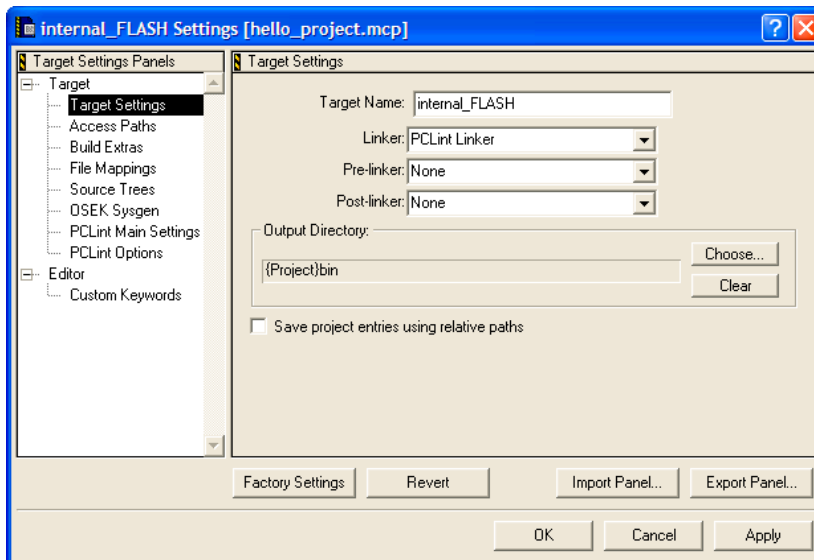 internal_FLASH Settings [hello_project.mcp]
Target Settings Panels
Target
Target Settings
Access Paths
Build Extras
File Mappings
Source Trees
OSEK Sysgen
PCLint Main Settings
PCLint Options
Editor
Custom Keywords
Target Settings
Target Name: internal_FLASH
Linker: PCLint Linker
Pre-linker: None
Post-linker: None
Output Directory:
{Project}bin
Choose...
Clear
Save project entries using relative paths
Factory Settings Revert Import Panel... Export Panel...
OK Cancel Apply